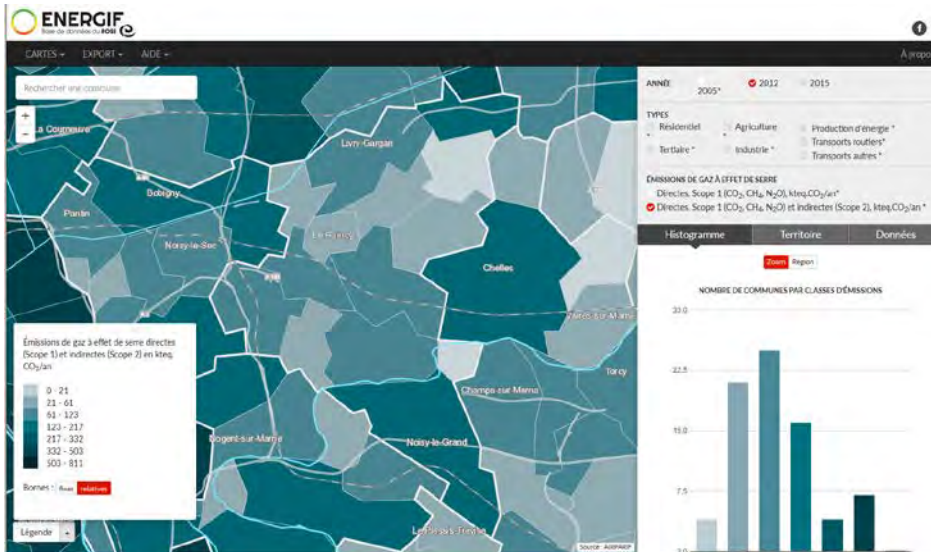 ENERGIF
Base de données du ROSE
CARTES EXPORT AIDE À propo
Rechercher une commune
+
-
La Courneuve
Livry-Gargan
Bobigny
Pantin
Le Raincy
Noisy-le-Sec
Chelles
Vaires-sur-Marne
Torcy
Champs-sur-Marne
Nogent-sur-Marne
Noisy-le-Grand
Le Plessis-Trévise
Émissions de gaz à effet de serre directes
(Scope 1) et indirectes (Scope 2) en kteq.
CO₂/an
0 - 21
21 - 61
61 - 123
123 - 217
217 - 332
332 - 503
503 - 811
Bornes : fixes relatives
Légende +
Source : AIRPARIF
ANNÉE 2005* 2012 2015
TYPES
Résidentiel * Agriculture * Production d'énergie *
Transports routiers*
Tertiaire * Industrie * Transports autres *
ÉMISSIONS DE GAZ À EFFET DE SERRE
Directes, Scope 1 (CO₂, CH₄, N₂O), kteq.CO₂/an*
Directes, Scope 1 (CO₂, CH₄, N₂O) et indirectes (Scope 2), kteq.CO₂/an *
Histogramme Territoire Données
Zoom Région
NOMBRE DE COMMUNES PAR CLASSES D'ÉMISSIONS
30.0
22.5
15.0
7.5